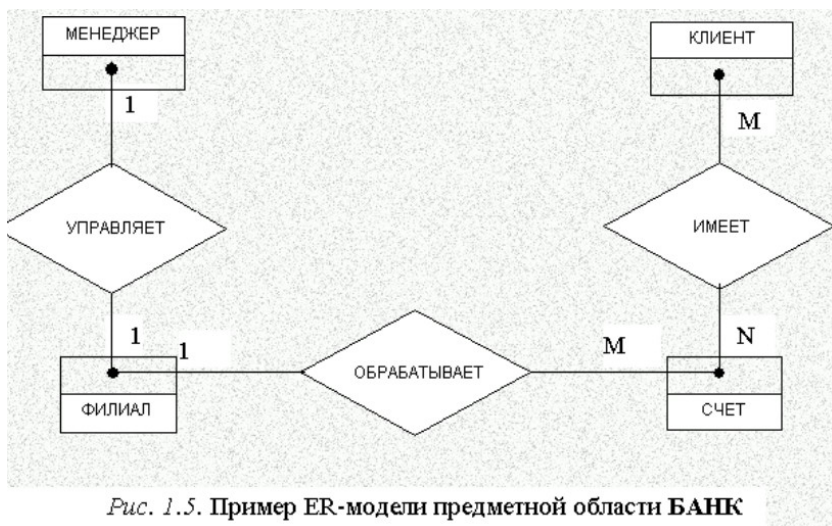 МЕНЕДЖЕР
КЛИЕНТ
1
M
УПРАВЛЯЕТ
ИМЕЕТ
1
1
M
N
ОБРАБАТЫВАЕТ
ФИЛИАЛ
СЧЕТ
Рис. 1.5. Пример ER-модели предметной области БАНК